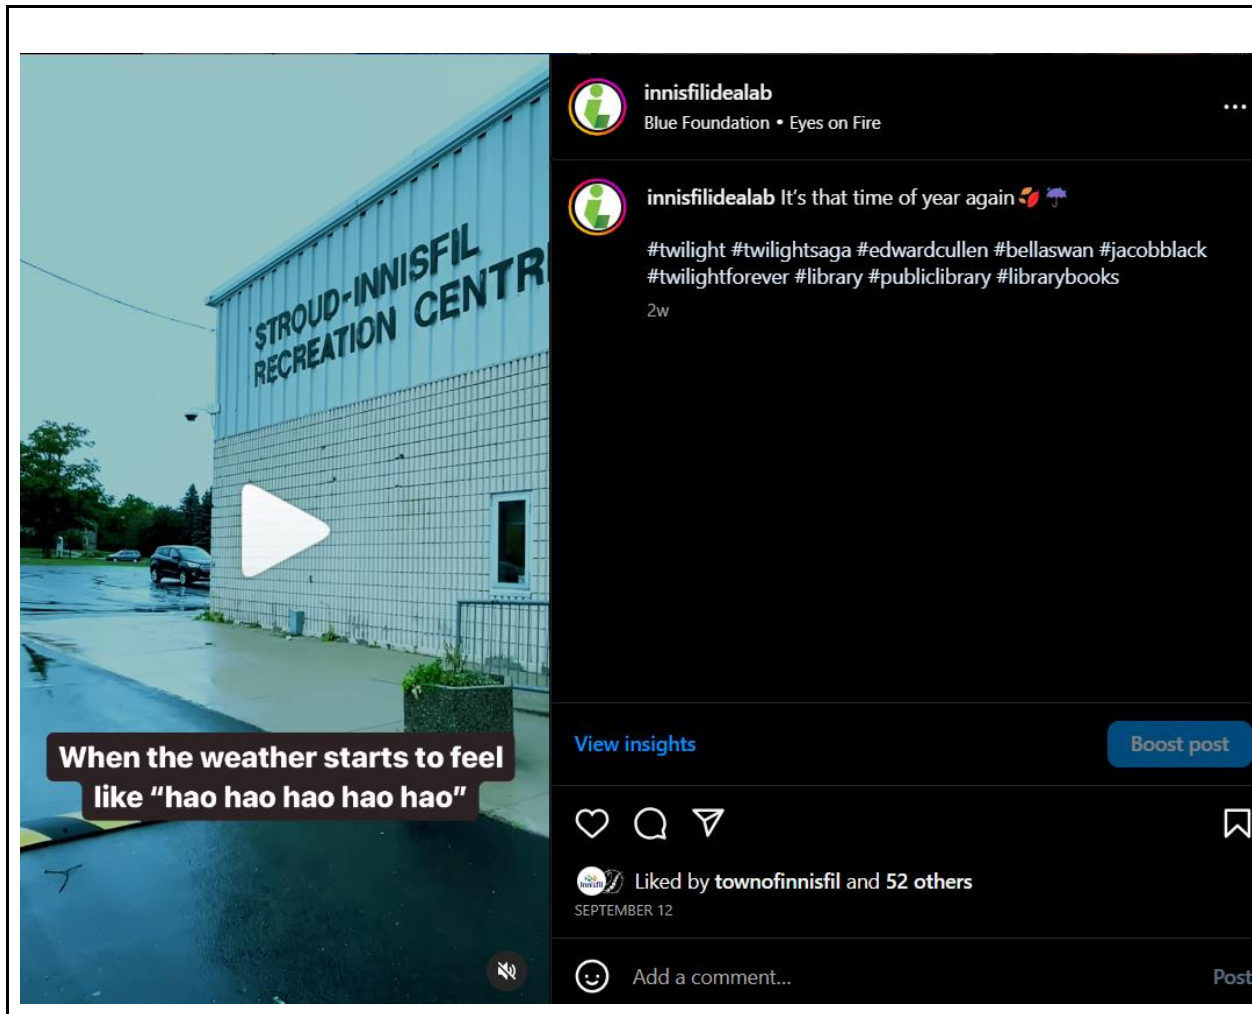 STROUD-INNISFIL
RECREATION CENTR
When the weather starts to feel
like “hao hao hao hao hao”
innisfilidealab
Blue Foundation • Eyes on Fire
innisfilidealab It’s that time of year again🍂☔
#twilight #twilightsaga #edwardcullen #bellaswan #jacobblack
#twilightforever #library #publiclibrary #librarybooks
2w
View insights
Boost post
Liked by townofinnisfil and 52 others
SEPTEMBER 12
Add a comment...
Post